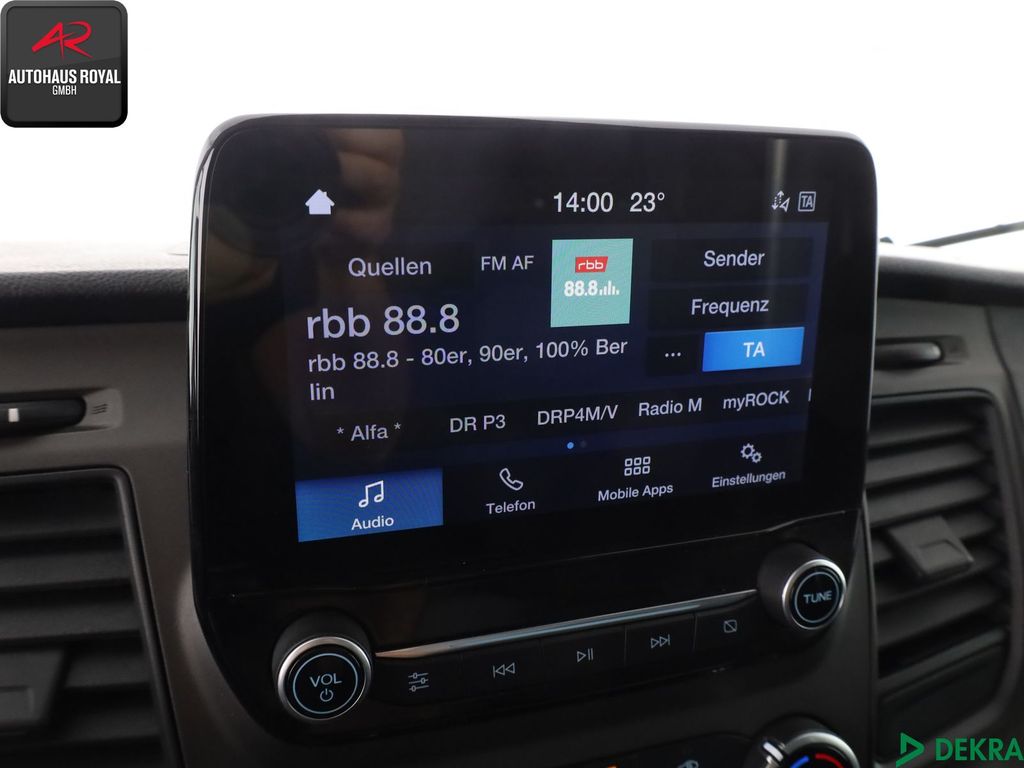 AR
AUTOHAUS ROYAL
GMBH
14:00 23° TA
Quellen FM AF rbb 88.8 Sender
Frequenz
rbb 88.8
... TA
rbb 88.8 - 80er, 90er, 100% Ber
lin
* Alfa * DR P3 DRP4M/V Radio M myROCK
Audio Telefon Mobile Apps Einstellungen
VOL TUNE
DEKRA